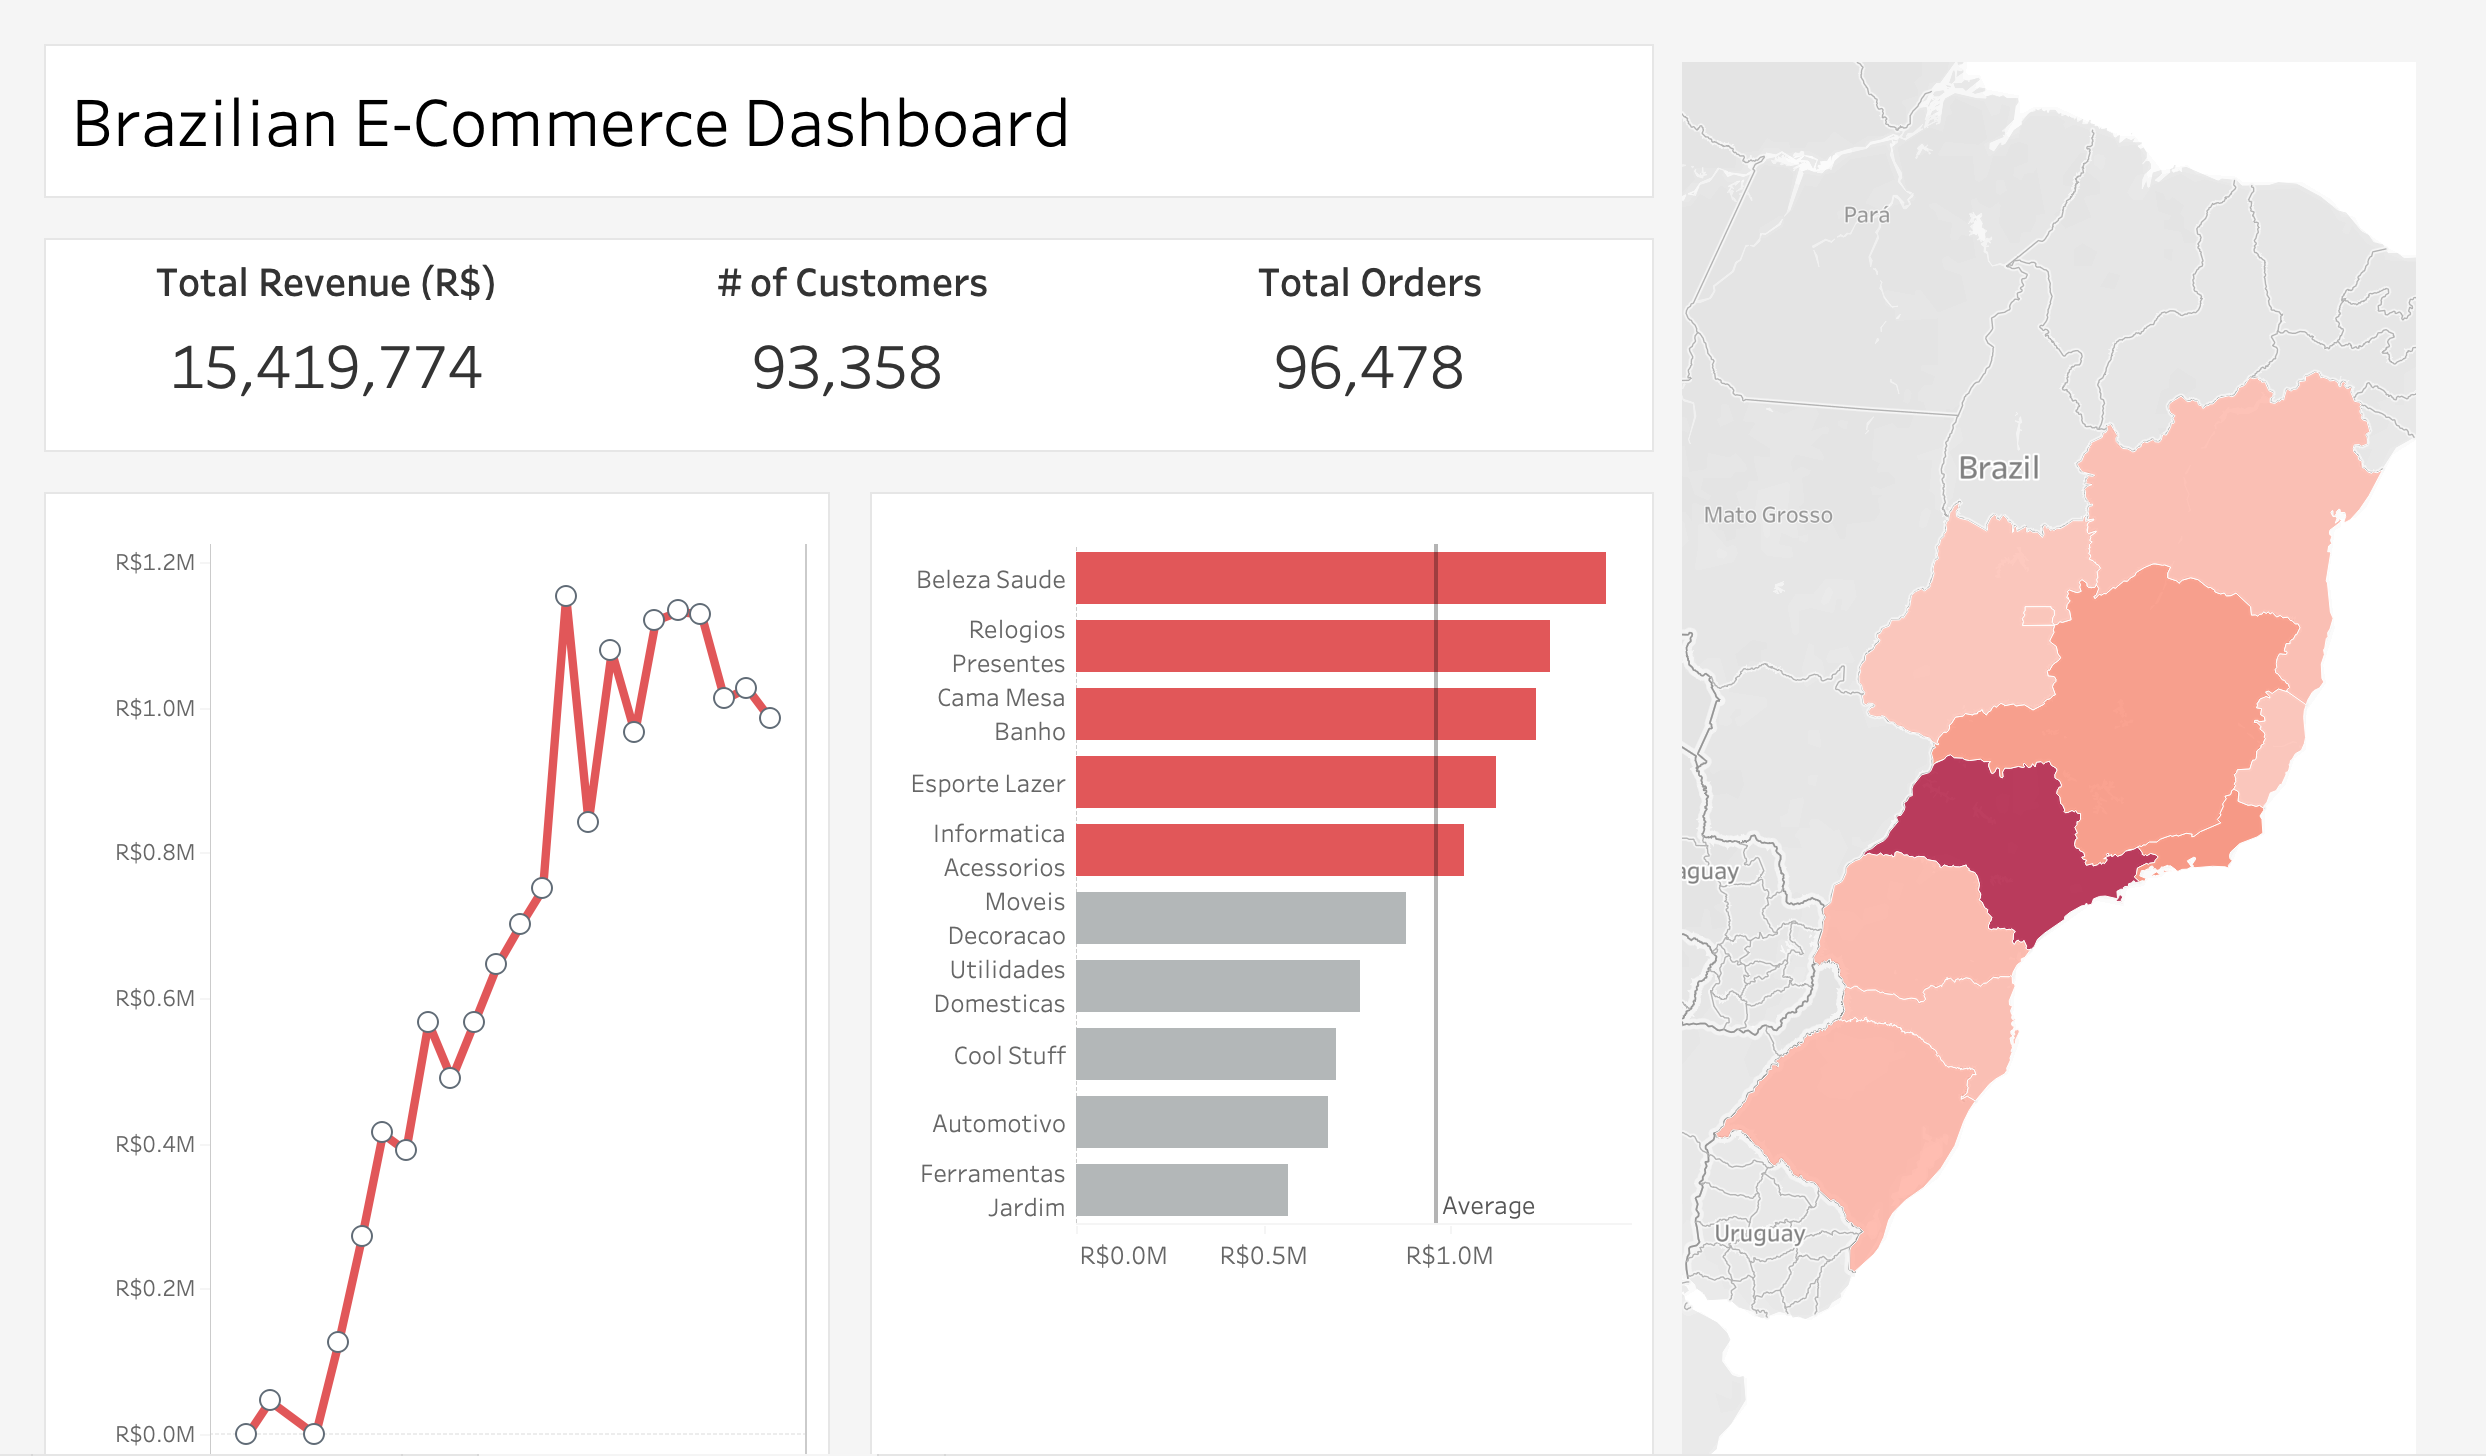 Brazilian E-Commerce Dashboard
Total Revenue (R$)
# of Customers
Total Orders
15,419,774
93,358
96,478
R$1.2M
R$1.0M
R$0.8M
R$0.6M
R$0.4M
R$0.2M
R$0.0M
Beleza Saude
Relogios
Presentes
Cama Mesa
Banho
Esporte Lazer
Informatica
Acessorios
Moveis
Decoracao
Utilidades
Domesticas
Cool Stuff
Automotivo
Ferramentas
Jardim
Average
R$0.0M
R$0.5M
R$1.0M
Pará
Brazil
Mato Grosso
aguay
Uruguay